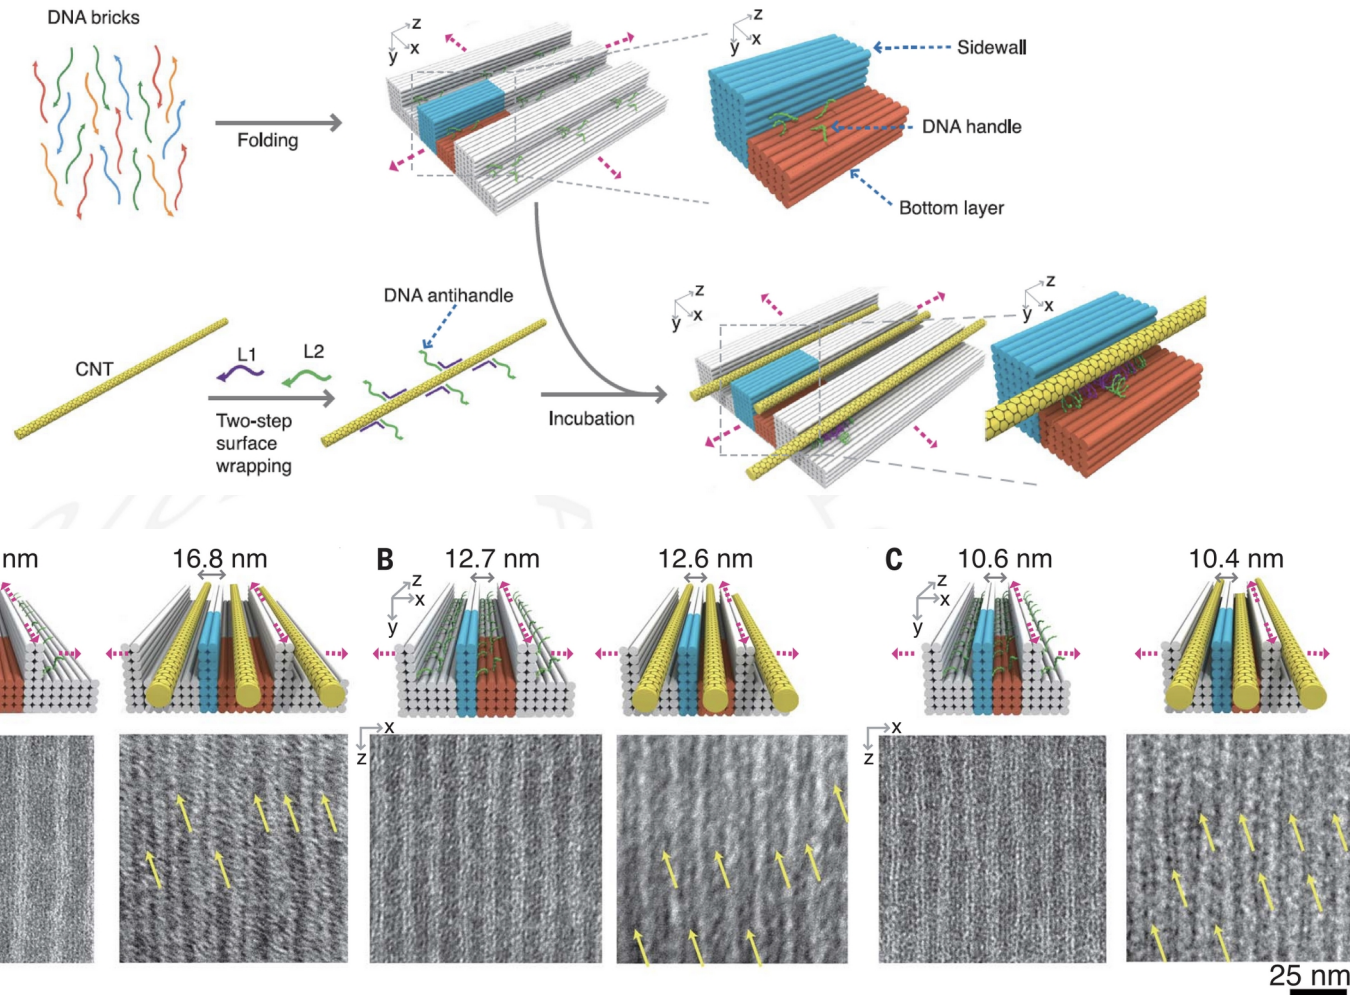 DNA bricks
Folding
z
x
y
z
x
y
Sidewall
DNA handle
Bottom layer
CNT
L1
L2
Two-step
surface
wrapping
DNA antihandle
Incubation
z
x
y
z
x
y
nm
16.8 nm
B
12.7 nm
z
x
y
12.6 nm
C
10.6 nm
z
x
y
10.4 nm
x
z
x
z
25 nm